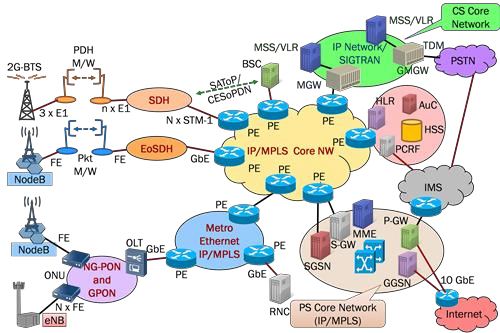 CS Core
Network
MSS/VLR
MSS/VLR
IP Network/
SIGTRAN
TDM
GMGW
PSTN
PDH
M/W
2G-BTS
3 x E1
n x E1
SDH
SAToP/
CESoPDN
BSC
MGW
N x STM-1
PE
PE
PE
HLR
AuC
HSS
PCRF
NodeB
FE
Pkt
M/W
FE
EoSDH
GbE
PE
IP/MPLS Core NW
PE
PE
PE
PE
IMS
NodeB
FE
ONU
N x FE
eNB
NG-PON
and
GPON
OLT
GbE
PE
Metro
Ethernet
IP/MPLS
PE
PE
GbE
RNC
SGSN
S-GW
MME
P-GW
GGSN
10 GbE
Internet
PS Core Network
(IP/MPLS)